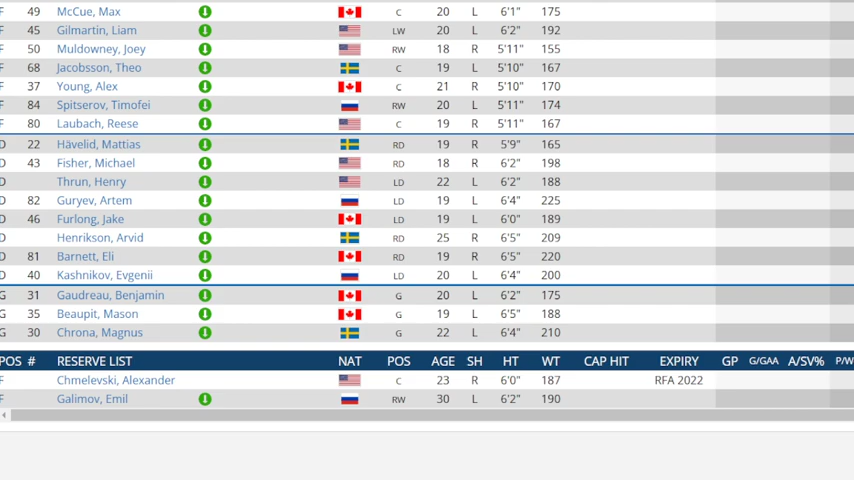 F 49 McCue, Max C 20 L 6'1" 175
F 45 Gilmartin, Liam LW 20 L 6'2" 192
F 50 Muldowney, Joey RW 18 R 5'11" 155
F 68 Jacobsson, Theo C 19 L 5'10" 167
F 37 Young, Alex C 21 R 5'10" 170
F 84 Spitserov, Timofei RW 20 L 5'11" 174
F 80 Laubach, Reese C 19 R 5'11" 167
D 22 Hävelid, Mattias RD 19 R 5'9" 165
D 43 Fisher, Michael RD 18 R 6'2" 198
D Thrun, Henry LD 22 L 6'2" 188
D 82 Guryev, Artem LD 19 L 6'4" 225
D 46 Furlong, Jake LD 19 L 6'0" 189
D Henrikson, Arvid RD 25 R 6'5" 209
D 81 Barnett, Eli RD 19 R 6'5" 220
D 40 Kashnikov, Evgenii LD 20 L 6'4" 200
G 31 Gaudreau, Benjamin G 20 L 6'2" 175
G 35 Beaupit, Mason G 19 L 6'5" 188
G 30 Chrona, Magnus G 22 L 6'4" 210
POS # RESERVE LIST NAT POS AGE SH HT WT CAP HIT EXPIRY GP G/GAA A/SV% P/W
F Chmelevski, Alexander C 23 R 6'0" 187 RFA 2022
F Galimov, Emil RW 30 L 6'2" 190